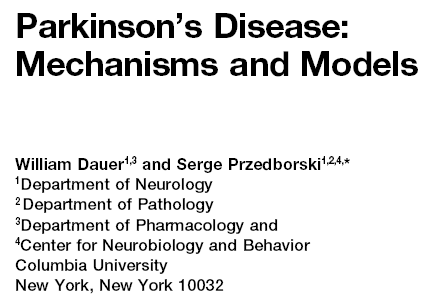 Parkinson's Disease:
Mechanisms and Models
William Dauer1,3 and Serge Przedborski1,2,4,*
1Department of Neurology
2Department of Pathology
3Department of Pharmacology and
4Center for Neurobiology and Behavior
Columbia University
New York, New York 10032